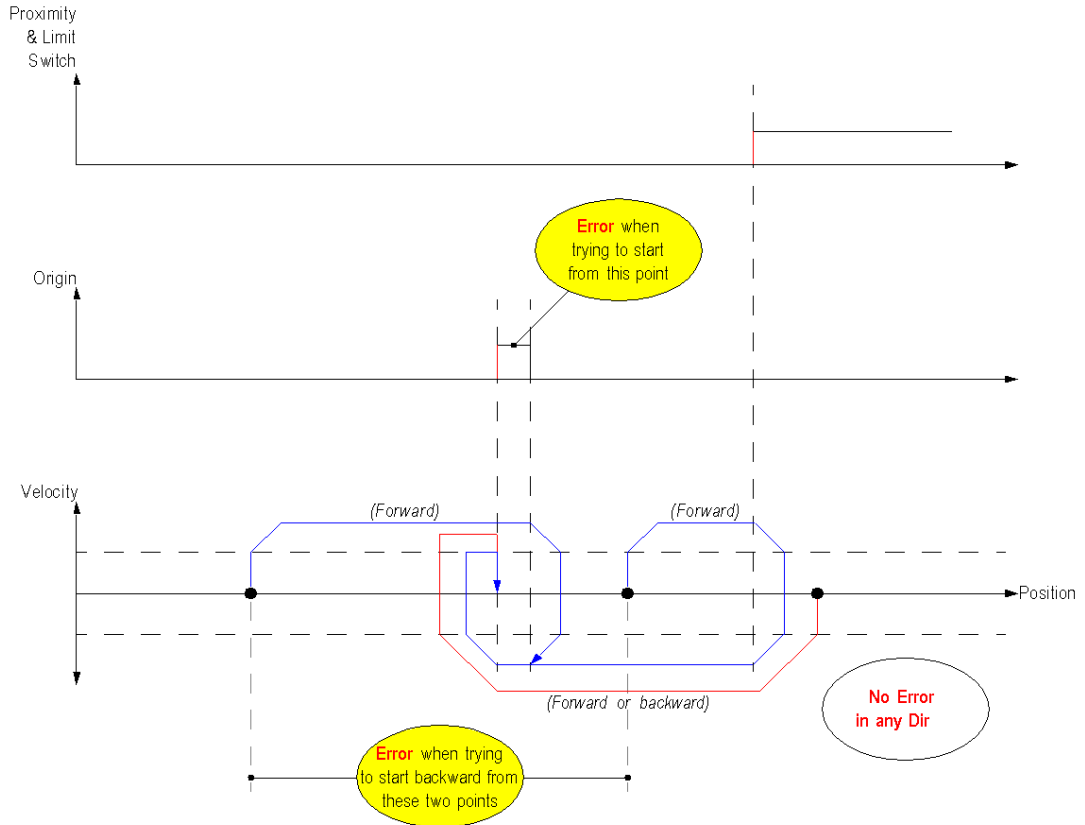 Proximity
& Limit
Switch
Error when
trying to start
from this point
Origin
Velocity
(Forward)
(Forward)
Position
(Forward or backward)
No Error
in any Dir
Error when trying
to start backward from
these two points